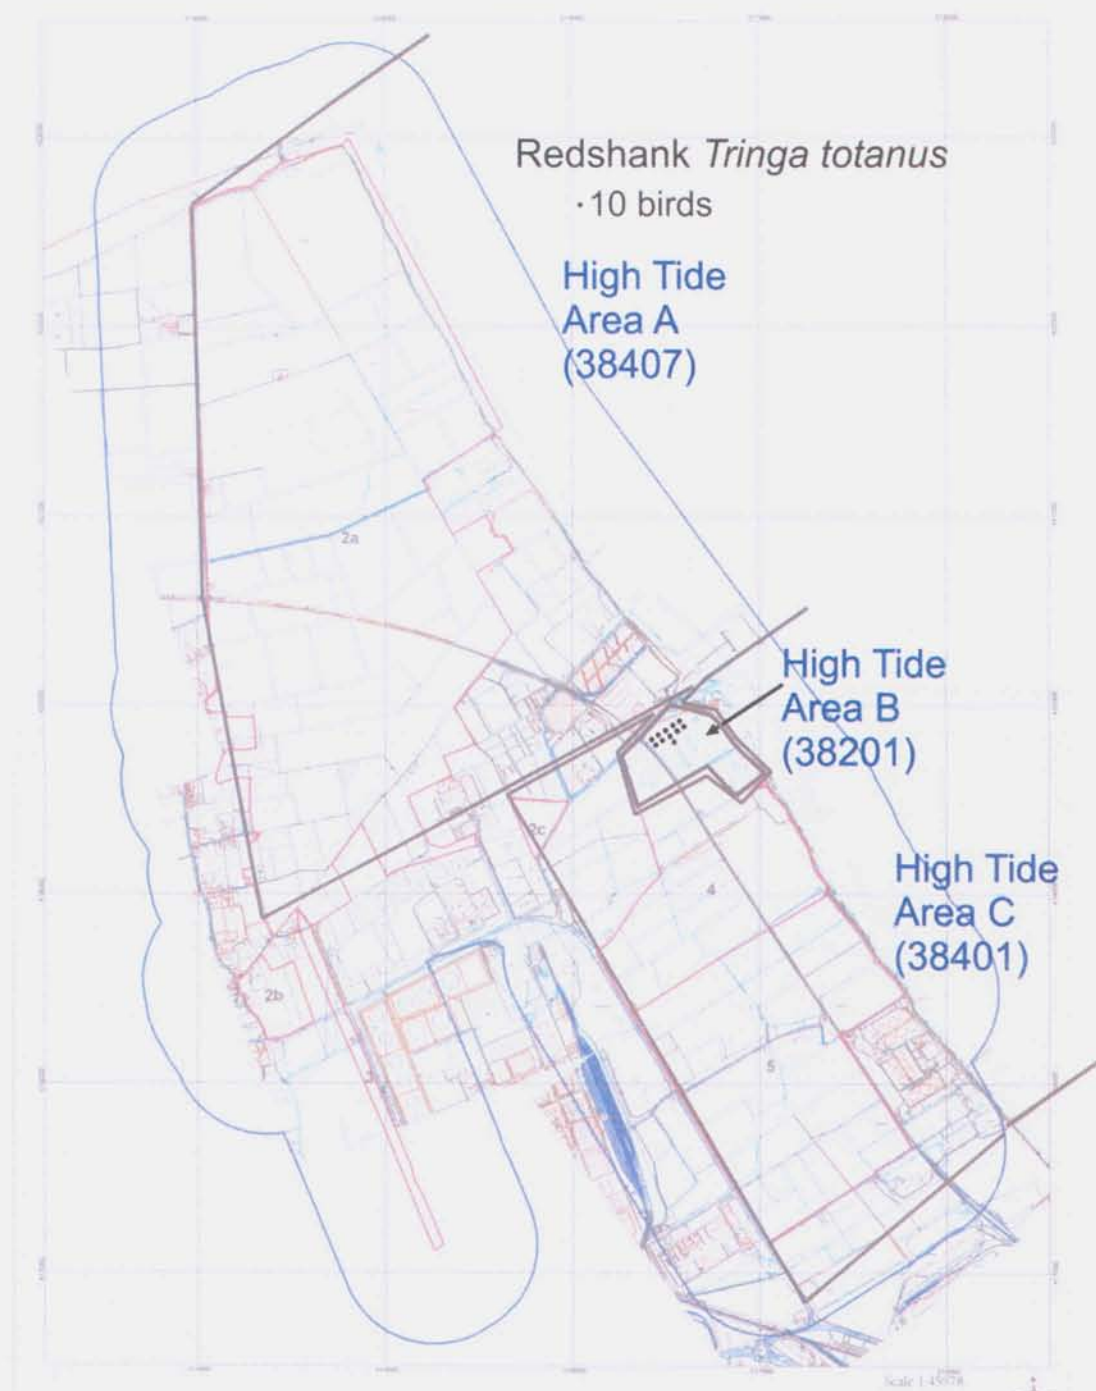 Redshank Tringa totanus
· 10 birds
High Tide
Area A
(38407)
2a
High Tide
Area B
(38201)
2c
4
High Tide
Area C
(38401)
2b
5